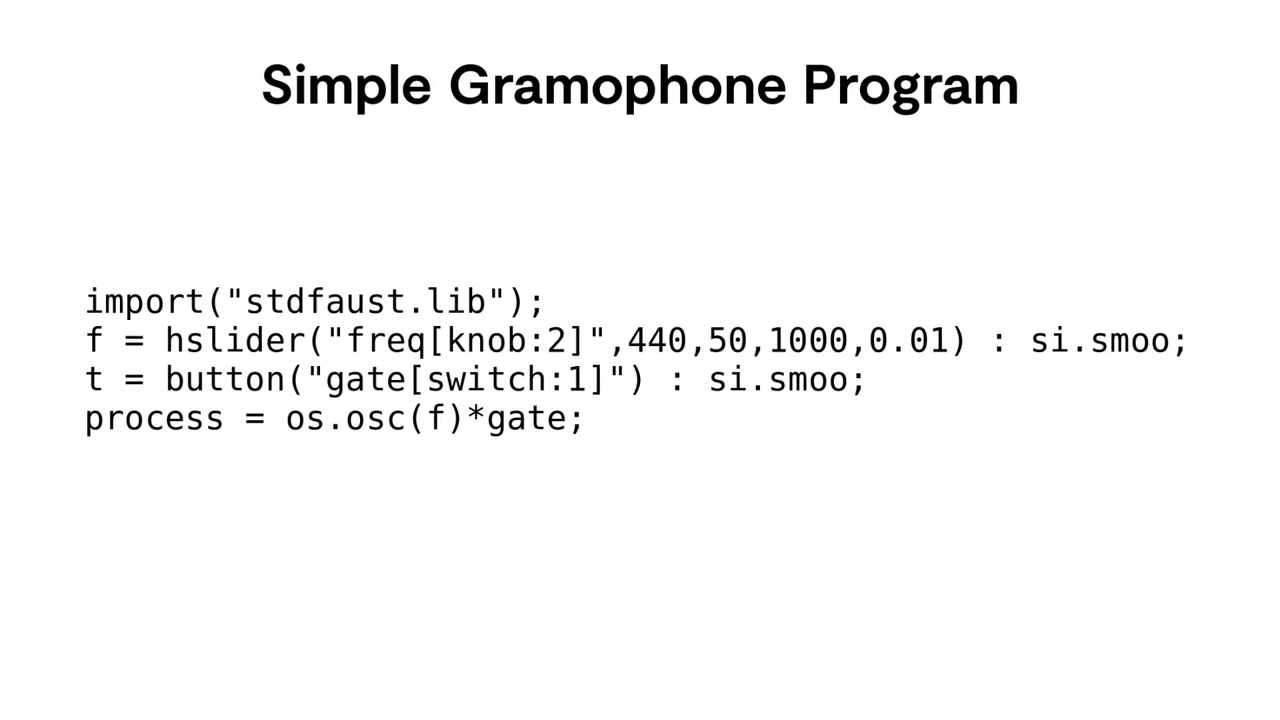 Simple Gramophone Program
import("stdfaust.lib");
f = hslider("freq[knob:2]",440,50,1000,0.01) : si.smoo;
t = button("gate[switch:1]") : si.smoo;
process = os.osc(f)*gate;